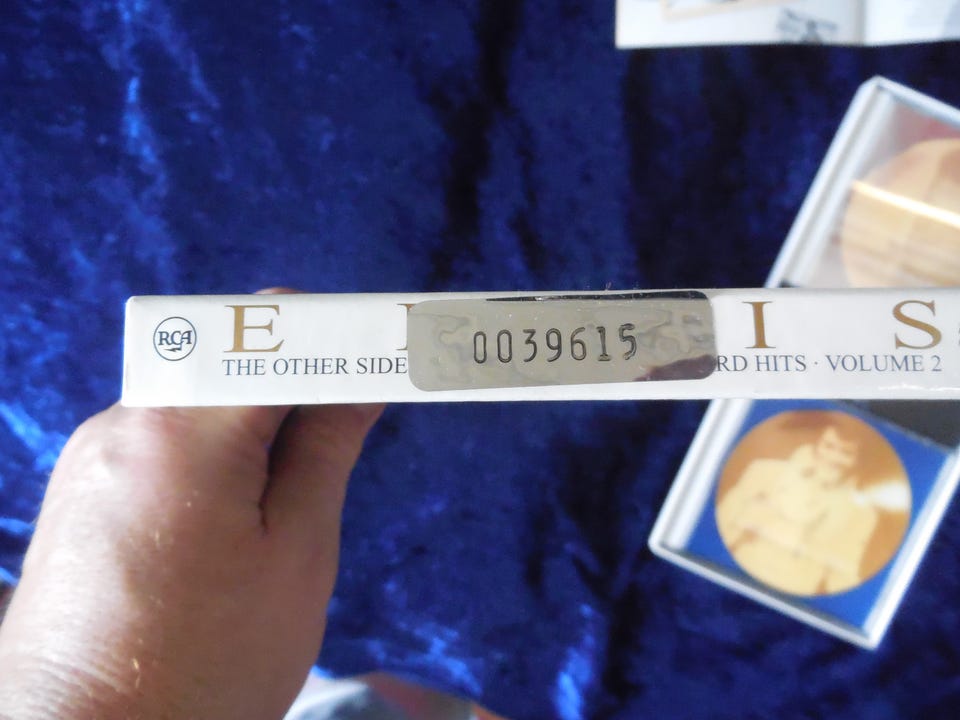 RCA
E I S
0039615
THE OTHER SIDE RD HITS · VOLUME 2